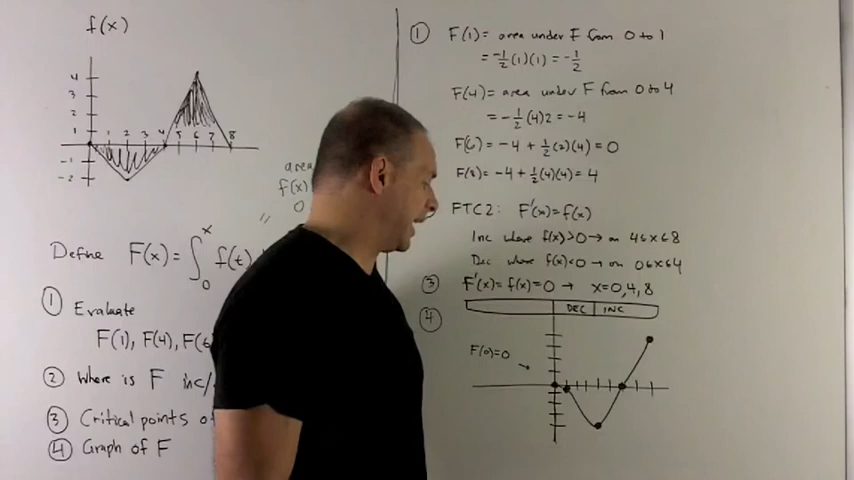 f(x)
4
3
2
1
1 2 3 4 5 6 7 8
-1
-2
area
f(x)
0
"
Define F(x) = ∫₀ˣ f(t)
① Evaluate
F(1), F(4), F(6
② Where is F inc/
③ Critical points of
④ Graph of F
① F(1) = area under F from 0 to 1
= -1/2 (1)(1) = -1/2
F(4) = area under F from 0 to 4
= -1/2 (4) 2 = -4
F(6) = -4 + 1/2 (2)(4) = 0
F(8) = -4 + 1/2 (4)(4) = 4
FTC2: F'(x) = f(x)
Inc where f(x) > 0 → on 4≤x≤8
Dec where f(x) < 0 → on 0≤x≤4
③ F'(x) = f(x) = 0 → x = 0, 4, 8
④ DEC INC
F(0) = 0